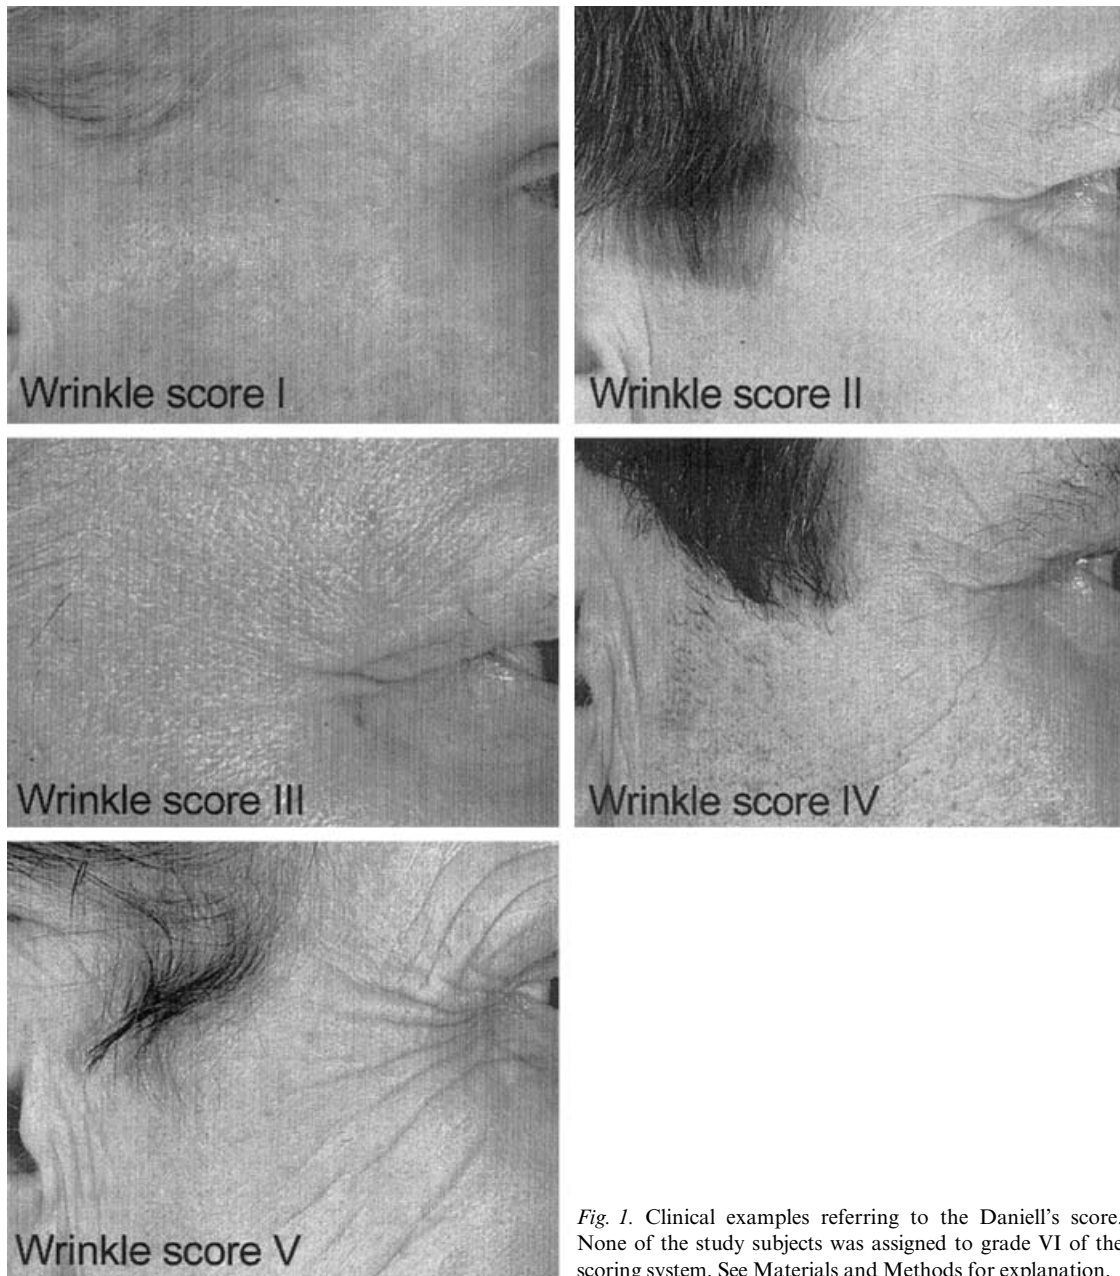 Wrinkle score I
Wrinkle score II
Wrinkle score III
Wrinkle score IV
Wrinkle score V
Fig. 1. Clinical examples referring to the Daniell's score.
None of the study subjects was assigned to grade VI of the
scoring system. See Materials and Methods for explanation.